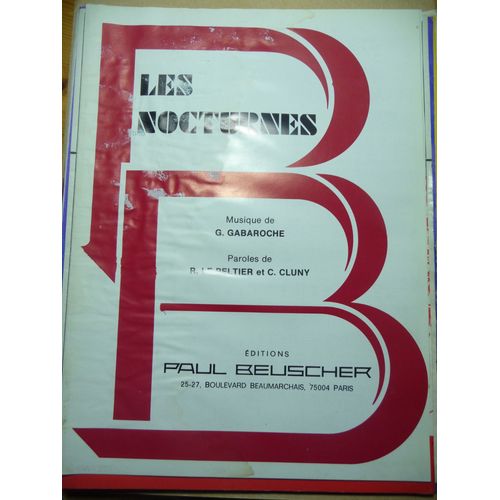 LES
NOCTURNES
Musique de
G. GABAROCHE
Paroles de
R. LE PELTIER et C. CLUNY
ÉDITIONS
PAUL BEUSCHER
25-27, BOULEVARD BEAUMARCHAIS, 75004 PARIS